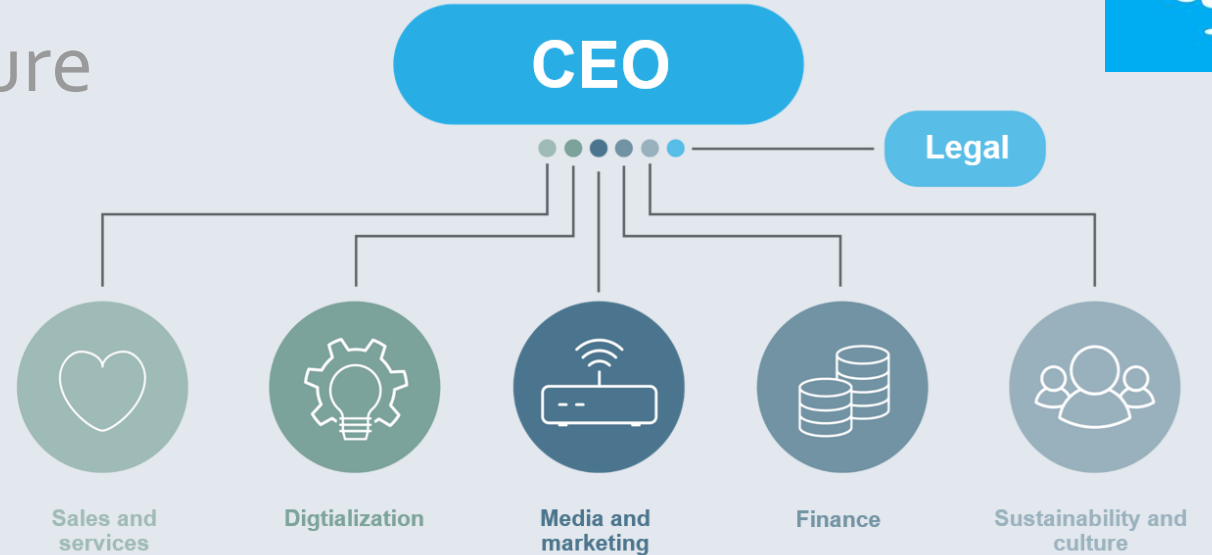 ure
CEO
Legal
Sales and
services
Digtialization
Media and
marketing
Finance
Sustainability and
culture